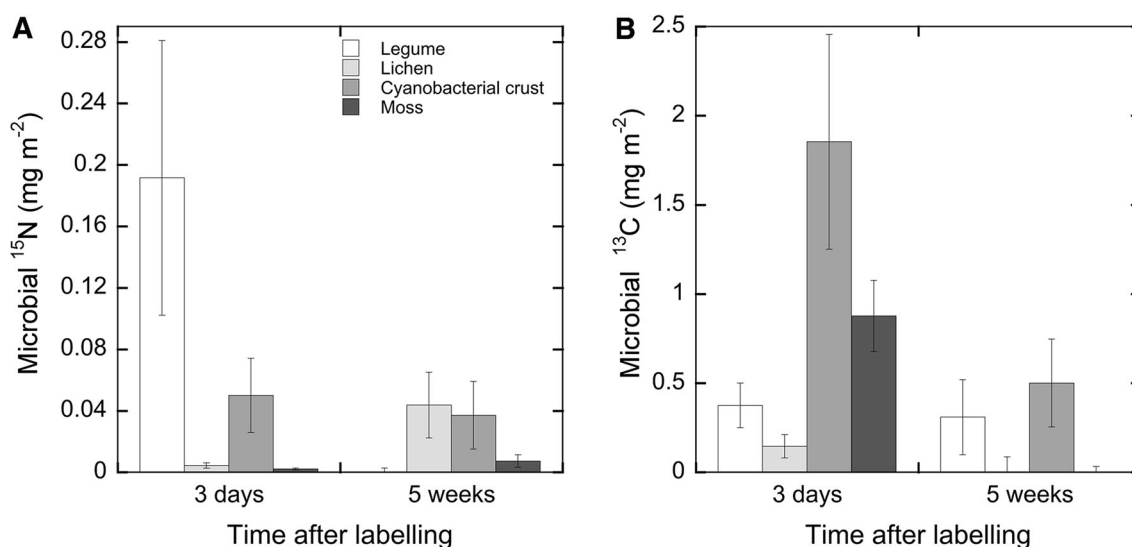 A
Microbial ¹⁵N (mg m⁻²)
0.28
0.24
0.2
0.16
0.12
0.08
0.04
0
Legume
Lichen
Cyanobacterial crust
Moss
3 days
5 weeks
Time after labelling
B
Microbial ¹³C (mg m⁻²)
2.5
2
1.5
1
0.5
0
3 days
5 weeks
Time after labelling